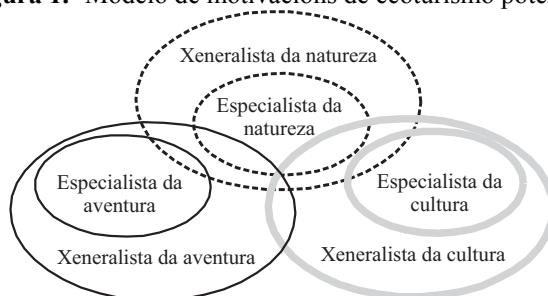 Modelo de motivacións de ecoturismo
Xeneralista da natureza
Especialista da
natureza
Especialista da
aventura
Xeneralista da aventura
Especialista da
cultura
Xeneralista da cultura